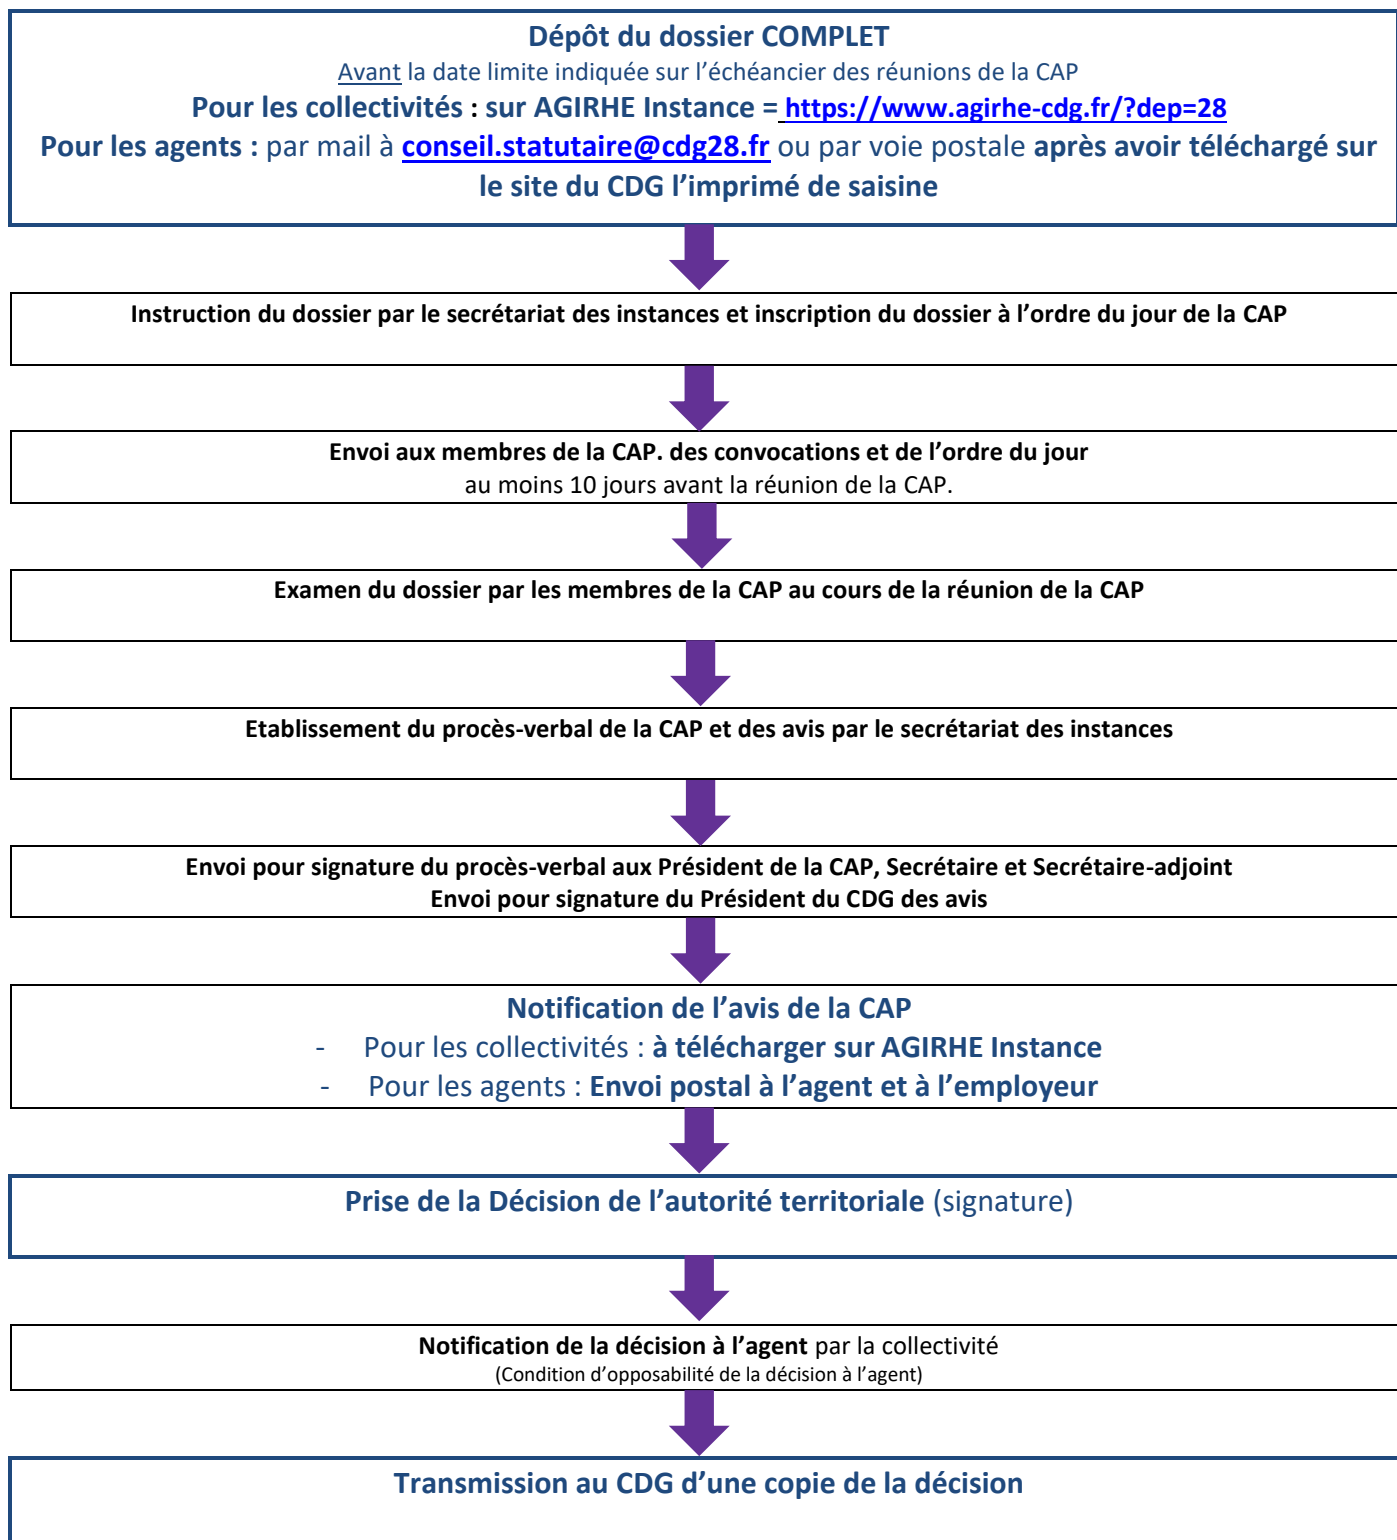 Dépôt du dossier COMPLET
Avant la date limite indiquée sur l’échéancier des réunions de la CAP
Pour les collectivités : sur AGIRHE Instance = https://www.agirhe-cdg.fr/?dep=28
Pour les agents : par mail à conseil.statutaire@cdg28.fr ou par voie postale après avoir téléchargé sur
le site du CDG l’imprimé de saisine
Instruction du dossier par le secrétariat des instances et inscription du dossier à l’ordre du jour de la CAP
Envoi aux membres de la CAP. des convocations et de l’ordre du jour
au moins 10 jours avant la réunion de la CAP.
Examen du dossier par les membres de la CAP au cours de la réunion de la CAP
Etablissement du procès-verbal de la CAP et des avis par le secrétariat des instances
Envoi pour signature du procès-verbal aux Président de la CAP, Secrétaire et Secrétaire-adjoint
Envoi pour signature du Président du CDG des avis
Notification de l’avis de la CAP
- Pour les collectivités : à télécharger sur AGIRHE Instance
- Pour les agents : Envoi postal à l’agent et à l’employeur
Prise de la Décision de l’autorité territoriale (signature)
Notification de la décision à l’agent par la collectivité
(Condition d’opposabilité de la décision à l’agent)
Transmission au CDG d’une copie de la décision